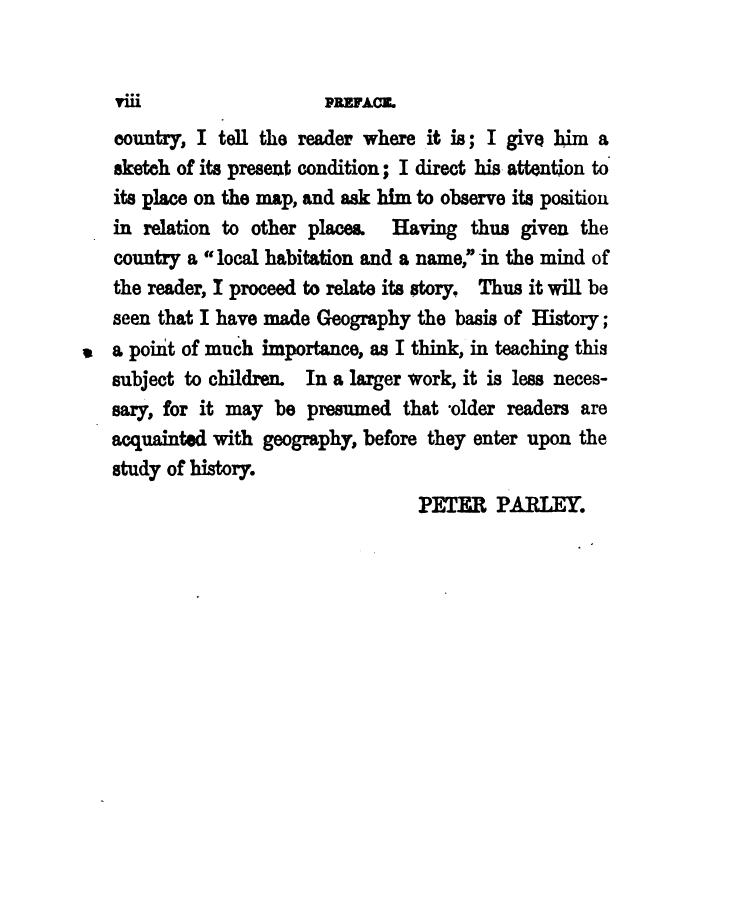 viii PREFACE.
country, I tell the reader where it is; I give him a
sketch of its present condition; I direct his attention to
its place on the map, and ask him to observe its position
in relation to other places. Having thus given the
country a "local habitation and a name," in the mind of
the reader, I proceed to relate its story. Thus it will be
seen that I have made Geography the basis of History;
a point of much importance, as I think, in teaching this
subject to children. In a larger work, it is less neces-
sary, for it may be presumed that older readers are
acquainted with geography, before they enter upon the
study of history.
PETER PARLEY.